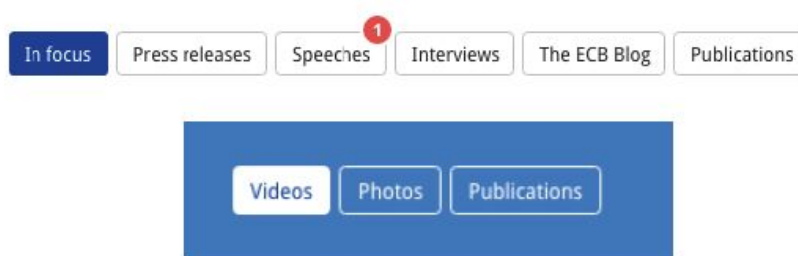 1
In focus Press releases Speeches Interviews The ECB Blog Publications
Videos Photos Publications